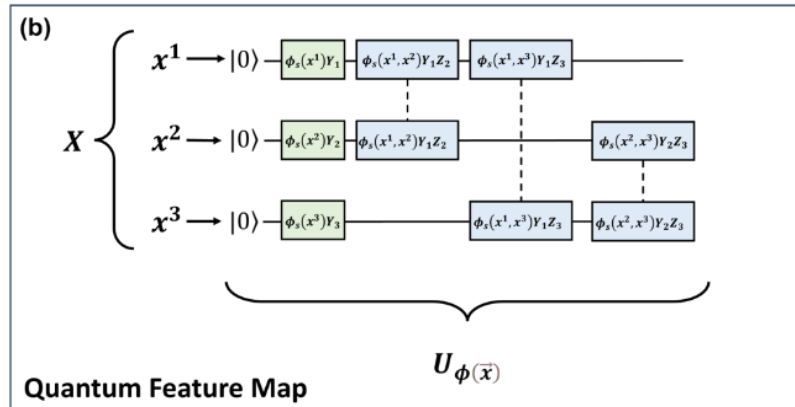 (b)
X
x¹ |0⟩ ϕₛ(x¹)Y₁ ϕₛ(x¹,x²)Y₁Z₂ ϕₛ(x¹,x³)Y₁Z₃
x² |0⟩ ϕₛ(x²)Y₂ ϕₛ(x¹,x²)Y₁Z₂ ϕₛ(x²,x³)Y₂Z₃
x³ |0⟩ ϕₛ(x³)Y₃ ϕₛ(x¹,x³)Y₁Z₃ ϕₛ(x²,x³)Y₂Z₃
U_ϕ(x⃗)
Quantum Feature Map